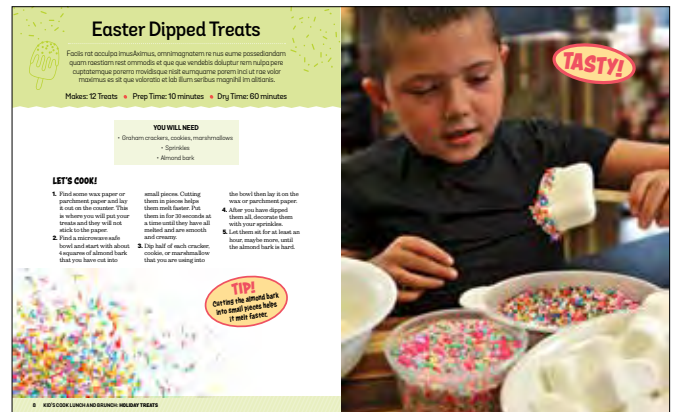 Easter Dipped Treats
Faciis rat acculpa imusAximus, omnimagnatem re nus eume possediandam
quam raestiam rest ommodis et que que vendebis doluptur rem nulpa pere
cuptatemque porerro rovidisque nisit eumquame porem inci ut rae volor
maximus es sit que voloratio et lab illum seribus magnihil im alitianis.
Makes: 12 Treats • Prep Time: 10 minutes • Dry Time: 60 minutes
YOU WILL NEED
• Graham crackers, cookies, marshmallows
• Sprinkles
• Almond bark
LET'S COOK!
1. Find some wax paper or
parchment paper and lay
it out on the counter. This
is where you will put your
treats and they will not
stick to the paper.
2. Find a microwave safe
bowl and start with about
4 squares of almond bark
that you have cut into
small pieces. Cutting
them in pieces helps
them melt faster. Put
them in for 30 seconds at
a time until they have all
melted and are smooth
and creamy.
3. Dip half of each cracker,
cookie, or marshmallow
that you are using into
the bowl then lay it on the
wax or parchment paper.
4. After you have dipped
them all, decorate them
with your sprinkles.
5. Let them sit for at least an
hour, maybe more, until
the almond bark is hard.
TIP!
Cutting the almond bark
into small pieces helps
it melt faster.
8 KID'S COOK LUNCH AND BRUNCH: HOLIDAY TREATS
TASTY!